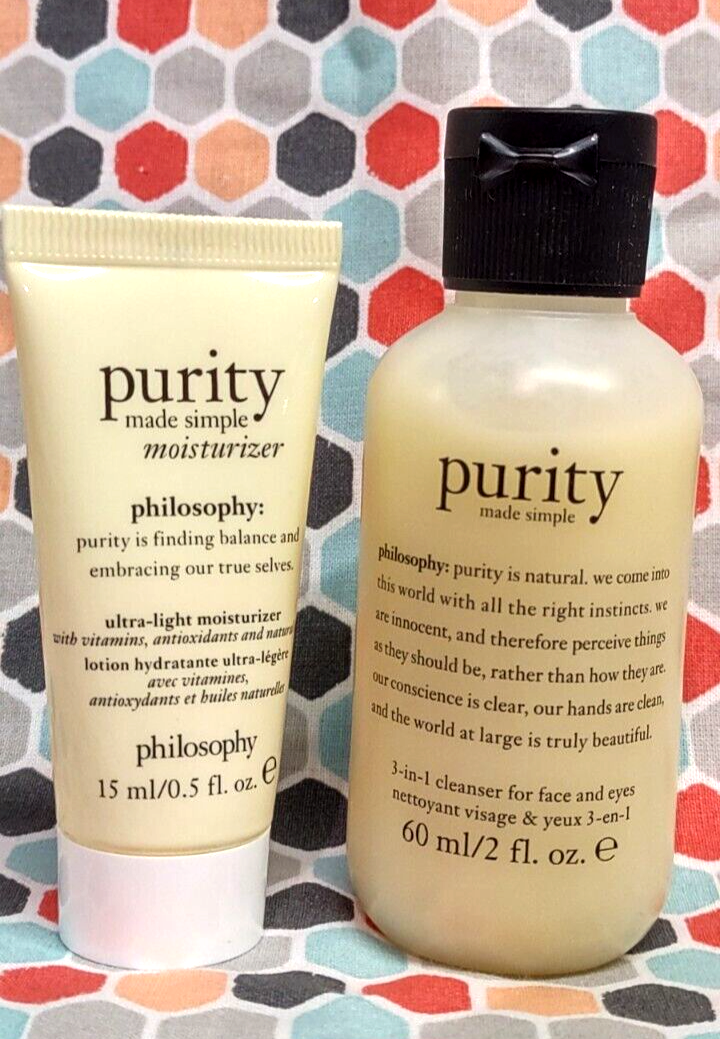 purity
made simple
moisturizer
philosophy:
purity is finding balance and
embracing our true selves.
ultra-light moisturizer
with vitamins, antioxidants and
lotion hydratante ultra-légère
avec vitamines,
antioxydants et huiles naturelles
philosophy
15 ml/0.5 fl. oz. e
purity
made simple
philosophy: purity is natural. we come into
this world with all the right instincts. we
are innocent, and therefore perceive things
as they should be, rather than how they are.
our conscience is clear, our hands are clean,
and the world at large is truly beautiful.
3-in-1 cleanser for face and eyes
nettoyant visage & yeux 3-en-1
60 ml/2 fl. oz. e